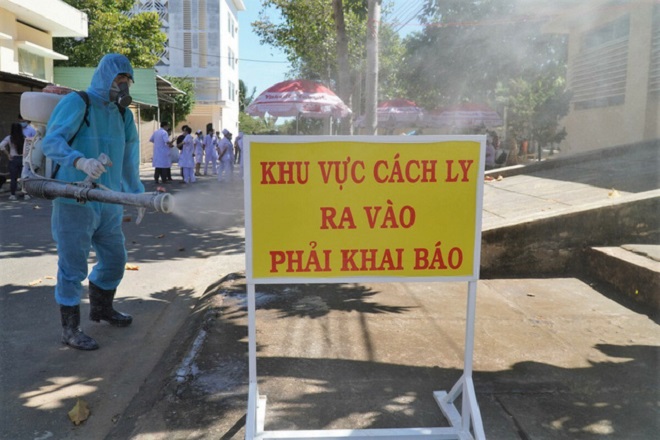 KHU VỰC CÁCH LY
RA VÀO
PHẢI KHAI BÁO